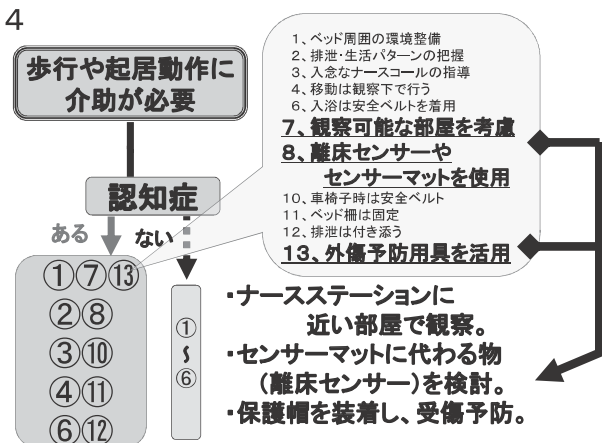 4
歩行や起居動作に
介助が必要
認知症
ある
ない
①⑦⑬
②⑧
③⑩
④⑪
⑥⑫
①
〜
⑥
1、ベッド周囲の環境整備
2、排泄・生活パターンの把握
3、入念なナースコールの指導
4、移動は観察下で行う
6、入浴は安全ベルトを着用
7、観察可能な部屋を考慮
8、離床センサーや
センサーマットを使用
10、車椅子時は安全ベルト
11、ベッド柵は固定
12、排泄は付き添う
13、外傷予防用具を活用
・ナースステーションに
近い部屋で観察。
・センサーマットに代わる物
（離床センサー）を検討。
・保護帽を装着し、受傷予防。